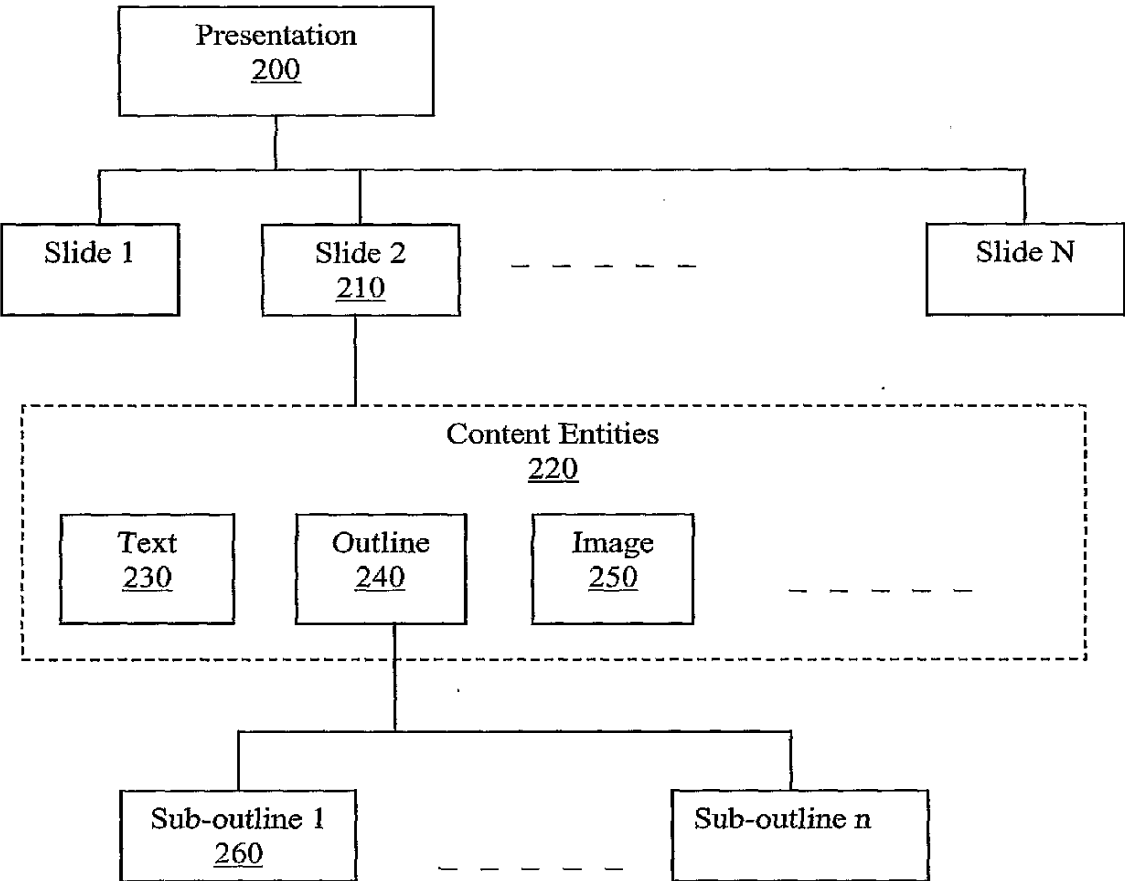 Presentation
200
Slide 1
Slide 2
210
Slide N
Content Entities
220
Text
230
Outline
240
Image
250
Sub-outline 1
260
Sub-outline n